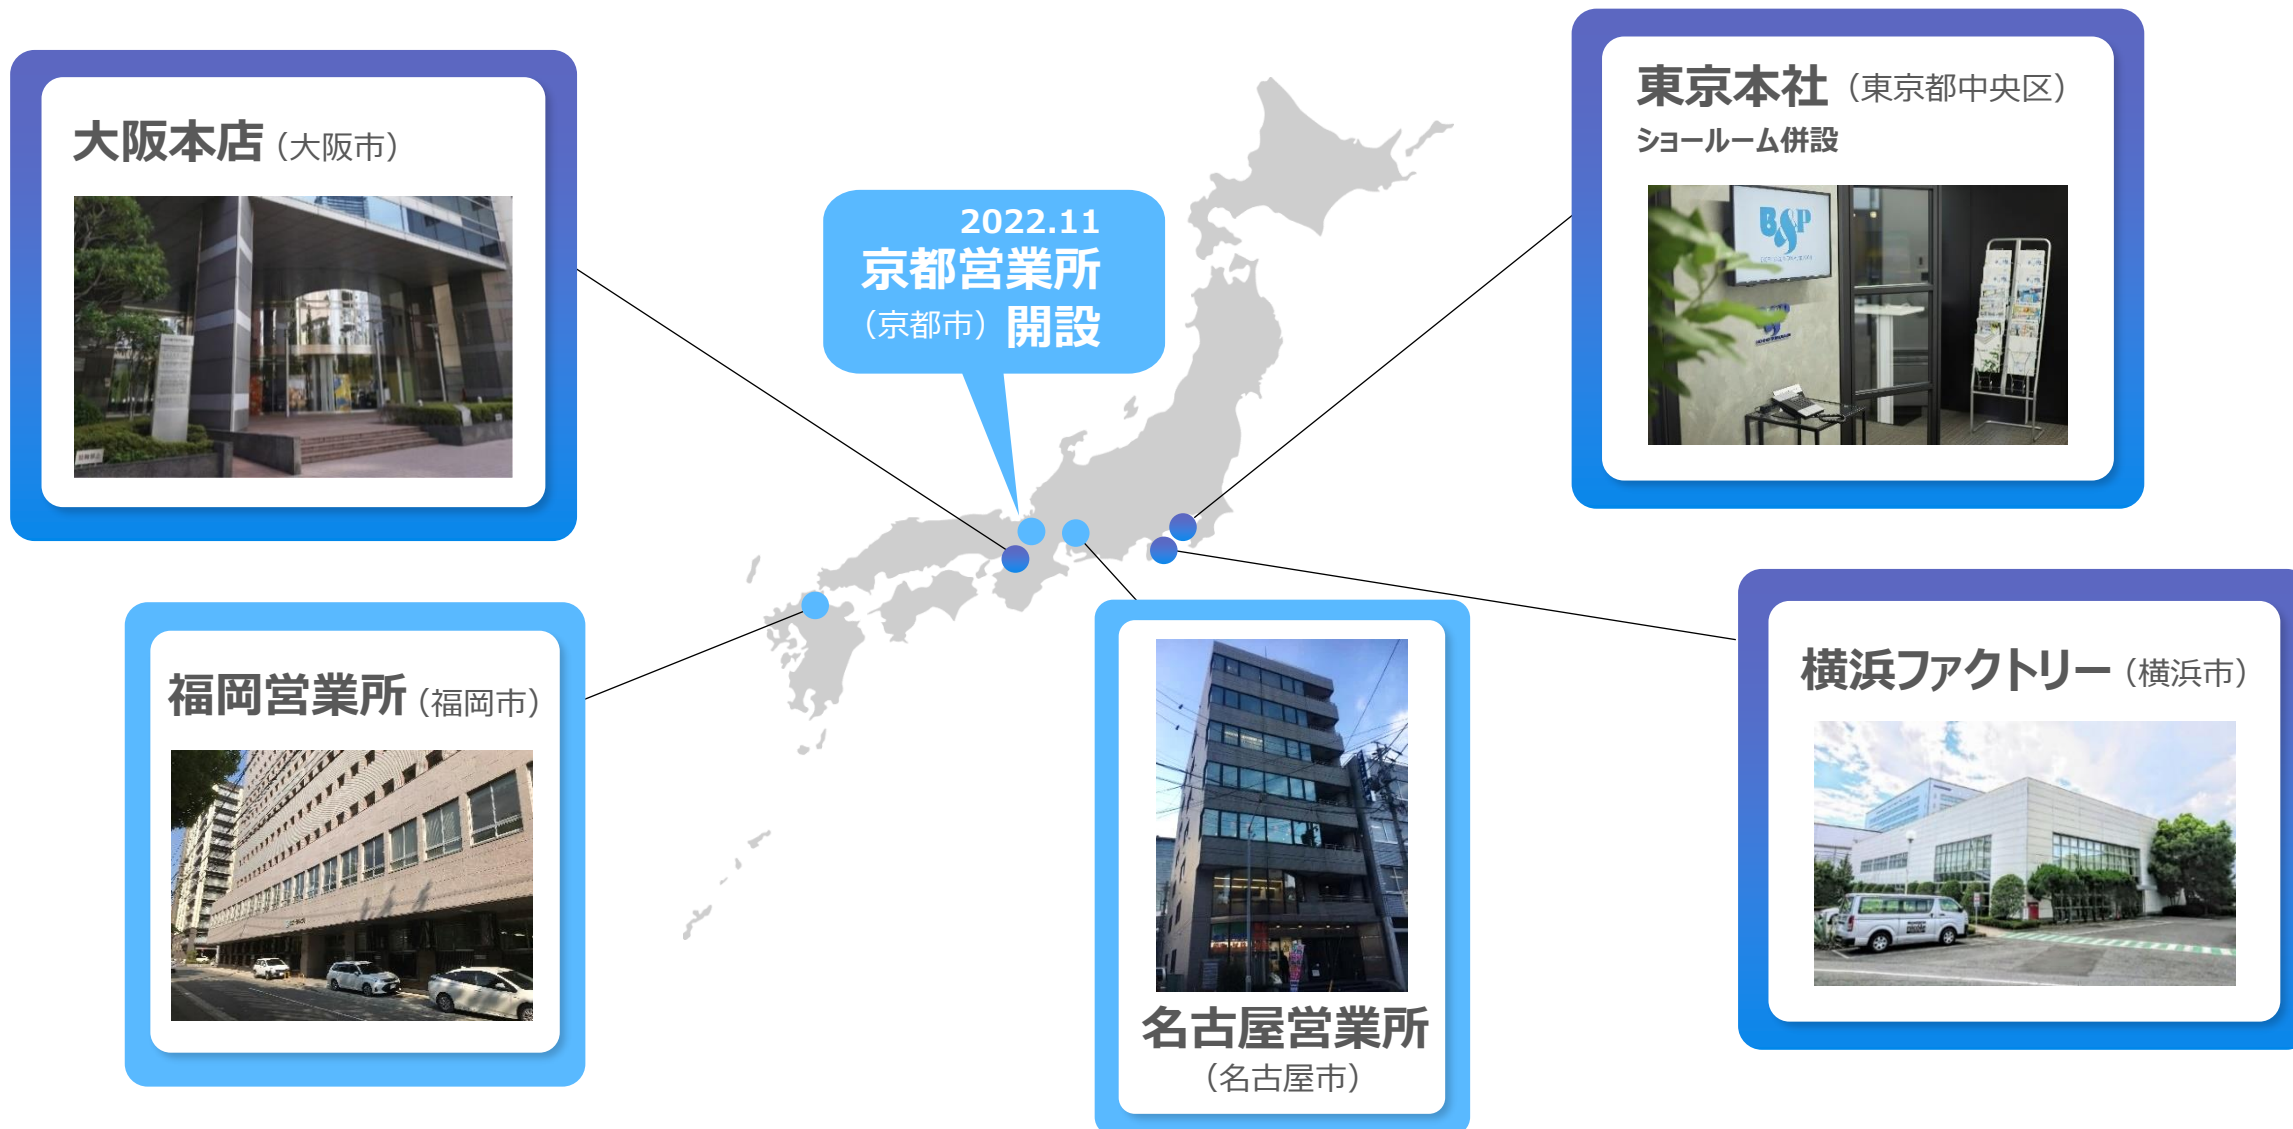 大阪本店（大阪市）
2022.11
京都営業所
（京都市）開設
東京本社（東京都中央区）
ショールーム併設
BSP
福岡営業所（福岡市）
名古屋営業所
（名古屋市）
横浜ファクトリー（横浜市）